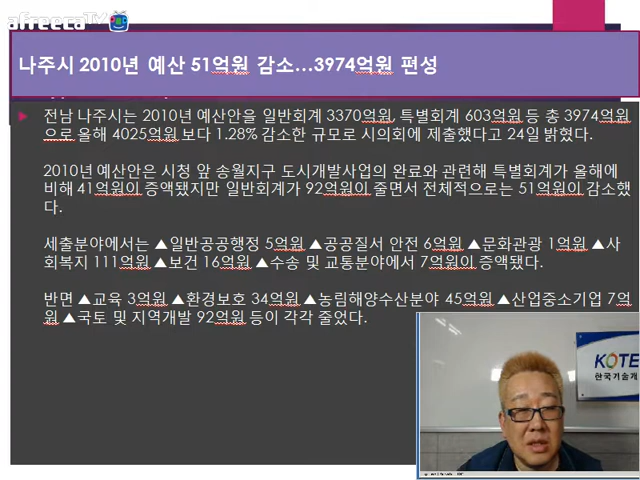 afreecaTV
나주시 2010년 예산 51억원 감소...3974억원 편성
전남 나주시는 2010년 예산안을 일반회계 3370억원, 특별회계 603억원 등 총 3974억원
으로 올해 4025억원 보다 1.28% 감소한 규모로 시의회에 제출했다고 24일 밝혔다.
2010년 예산안은 시청 앞 송월지구 도시개발사업의 완료와 관련해 특별회계가 올해에
비해 41억원이 증액됐지만 일반회계가 92억원이 줄면서 전체적으로는 51억원이 감소했
다.
세출분야에서는 ▲일반공공행정 5억원 ▲공공질서 안전 6억원 ▲문화관광 1억원 ▲사
회복지 111억원 ▲보건 16억원 ▲수송 및 교통분야에서 7억원이 증액됐다.
반면 ▲교육 3억원 ▲환경보호 34억원 ▲농림해양수산분야 45억원 ▲산업중소기업 7억
원 ▲국토 및 지역개발 92억원 등이 각각 줄었다.
KOTE
한국기술개